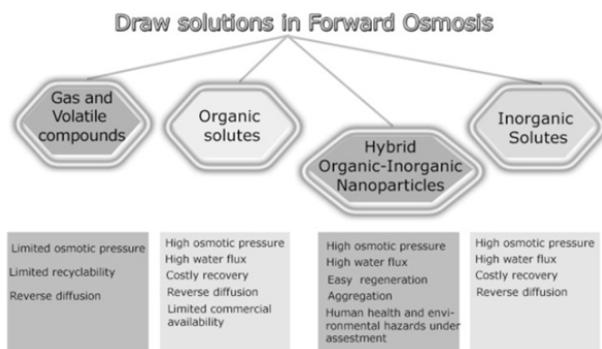 Draw solutions in Forward Osmosis
Gas and
Volatile
compounds
Organic
solutes
Hybrid
Organic-Inorganic
Nanoparticles
Inorganic
Solutes
Limited osmotic pressure
Limited recyclability
Reverse diffusion
High osmotic pressure
High water flux
Costly recovery
Reverse diffusion
Limited commercial
availability
High osmotic pressure
High water flux
Easy regeneration
Aggregation
Human health and envi-
ronmental hazards under
assestment
High osmotic pressure
High water flux
Costly recovery
Reverse diffusion